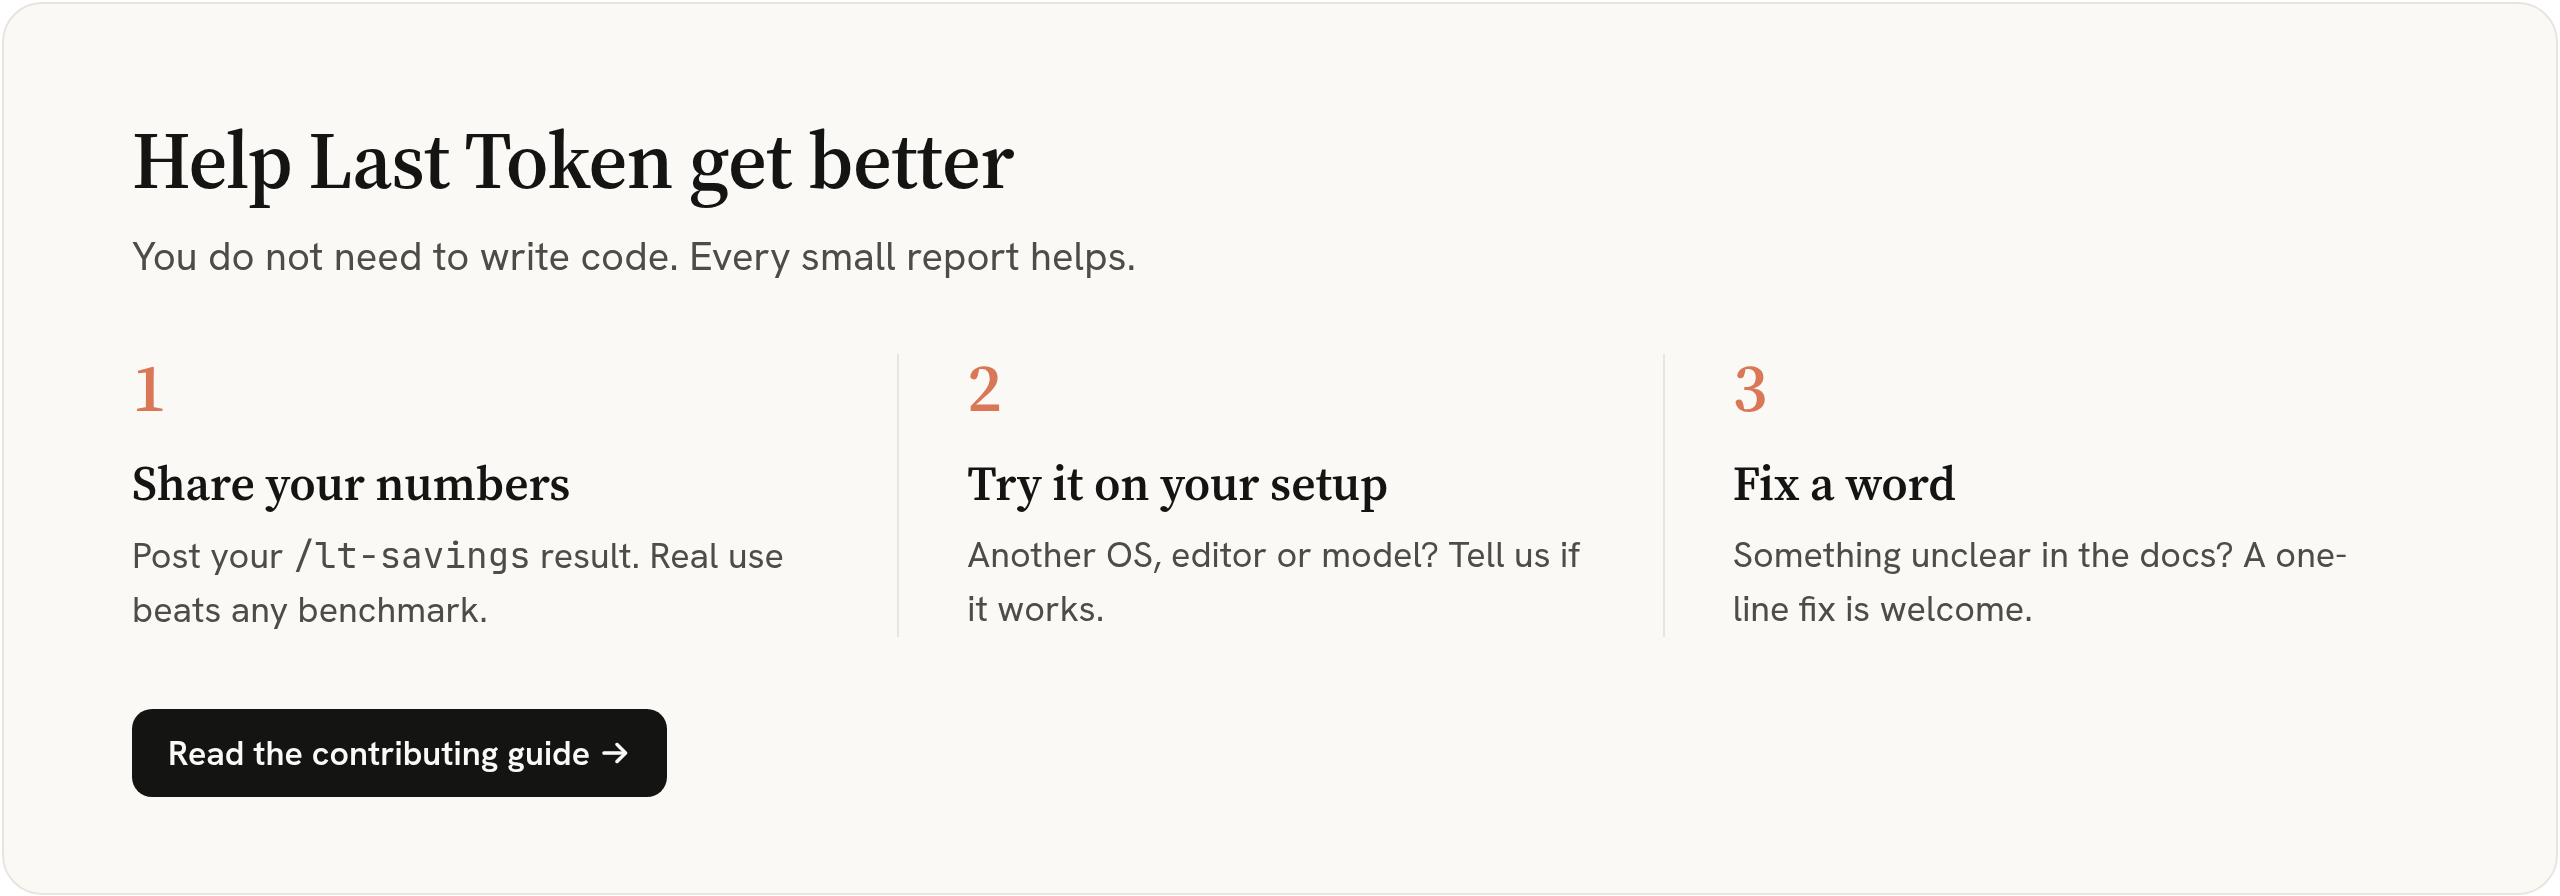 Help Last Token get better
You do not need to write code. Every small report helps.
1
Share your numbers
Post your /lt-savings result. Real use
beats any benchmark.
2
Try it on your setup
Another OS, editor or model? Tell us if
it works.
3
Fix a word
Something unclear in the docs? A one-
line fix is welcome.
Read the contributing guide →